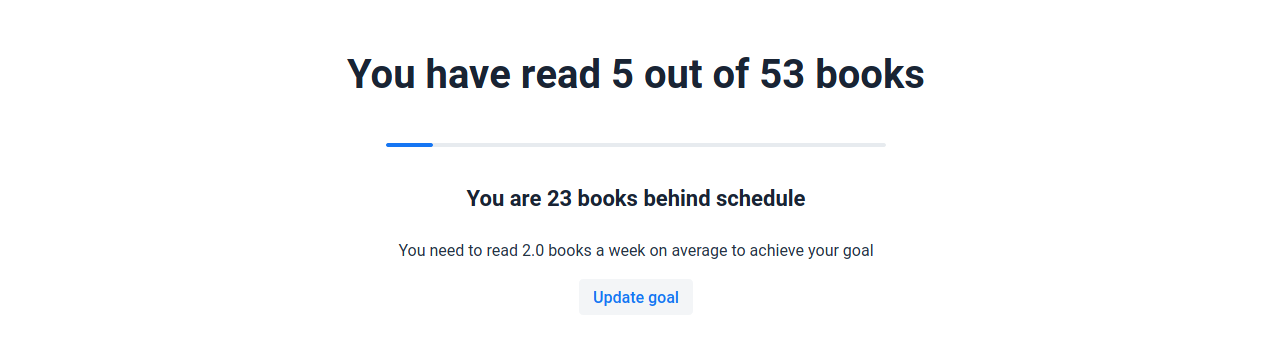 You have read 5 out of 53 books
You are 23 books behind schedule
You need to read 2.0 books a week on average to achieve your goal
Update goal